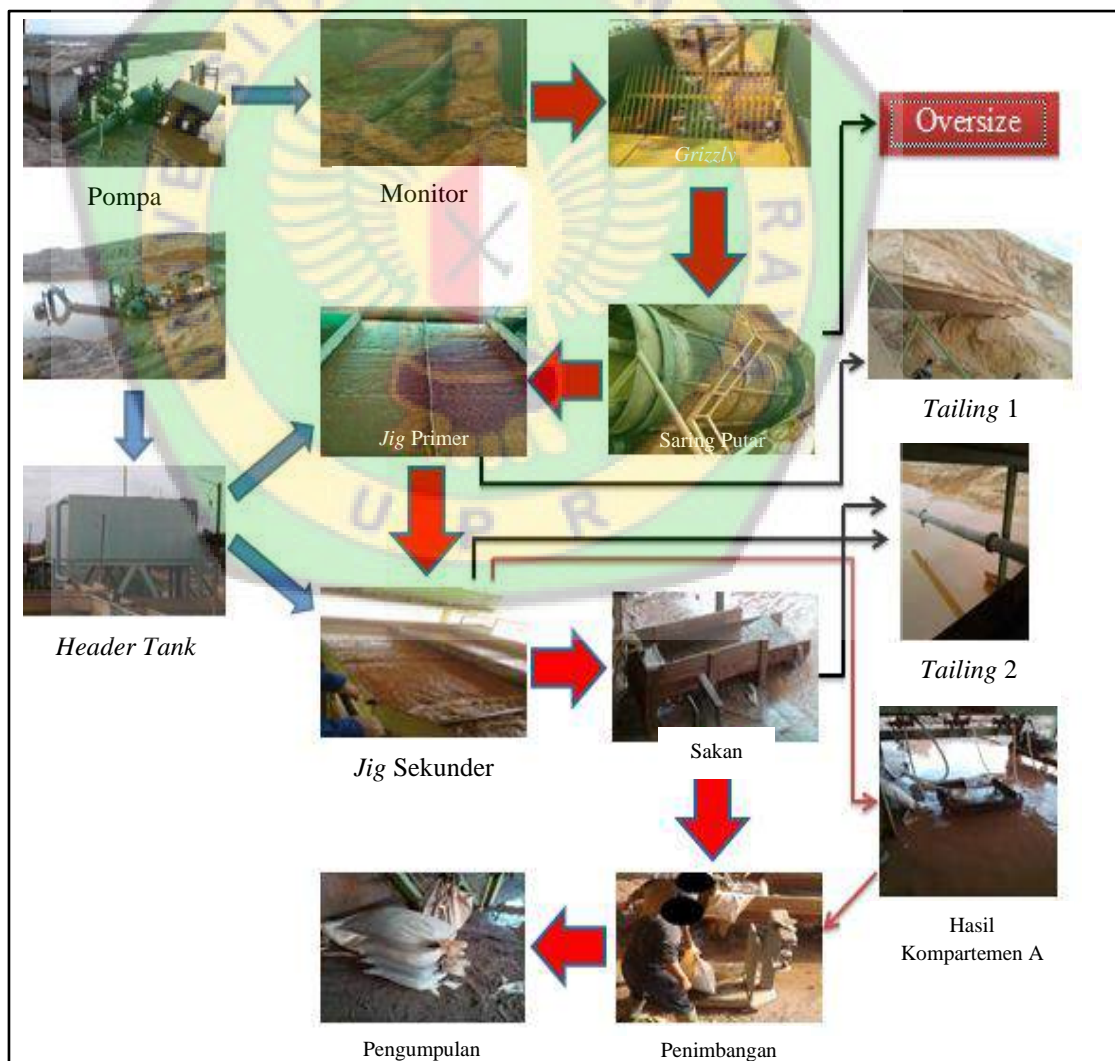 Pompa
Monitor
Grizzly
Oversize
Tailing 1
Jig Primer
Saring Putar
Header Tank
Tailing 2
Jig Sekunder
Sakan
Hasil
Kompartemen A
Pengumpulan
Penimbangan
U P R